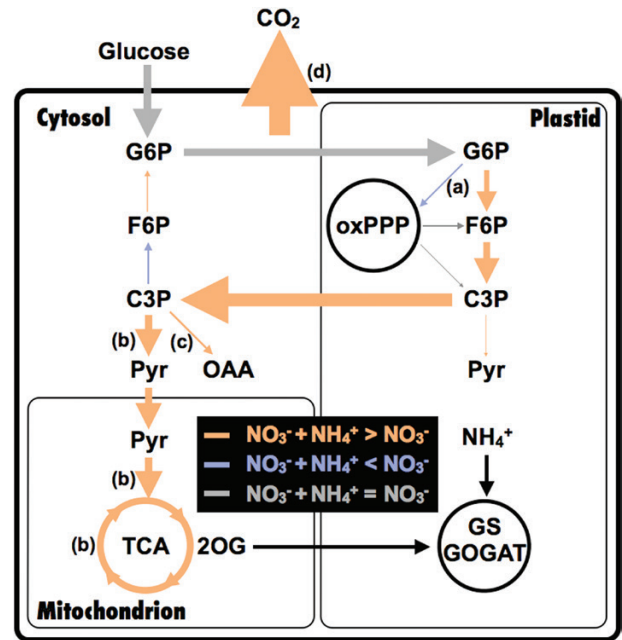 CO₂
Glucose
(d)
Cytosol
Plastid
G6P
G6P
(a)
F6P
oxPPP
F6P
C3P
C3P
(b)
(c)
Pyr
OAA
Pyr
Pyr
NO₃⁻ + NH₄⁺ > NO₃⁻
NO₃⁻ + NH₄⁺ < NO₃⁻
NO₃⁻ + NH₄⁺ = NO₃⁻
NH₄⁺
(b)
(b)
TCA
2OG
GS
GOGAT
Mitochondrion